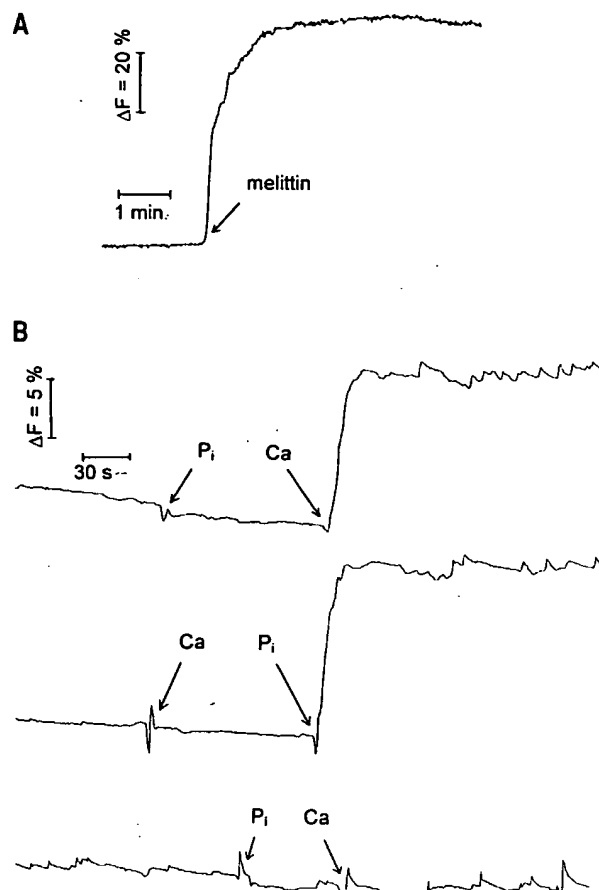 A
ΔF = 20 %
1 min.
melittin
B
ΔF = 5 %
30 s
Pi
Ca
Ca
Pi
Pi
Ca